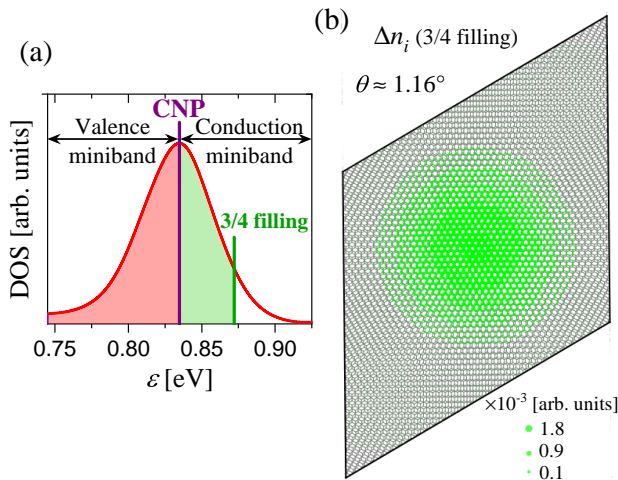 (a)
CNP
Valence
miniband
Conduction
miniband
3/4 filling
DOS [arb. units]
0.75 0.80 0.85 0.90
ε [eV]
(b)
Δnᵢ (3/4 filling)
θ ≈ 1.16°
×10⁻³ [arb. units]
1.8
0.9
0.1